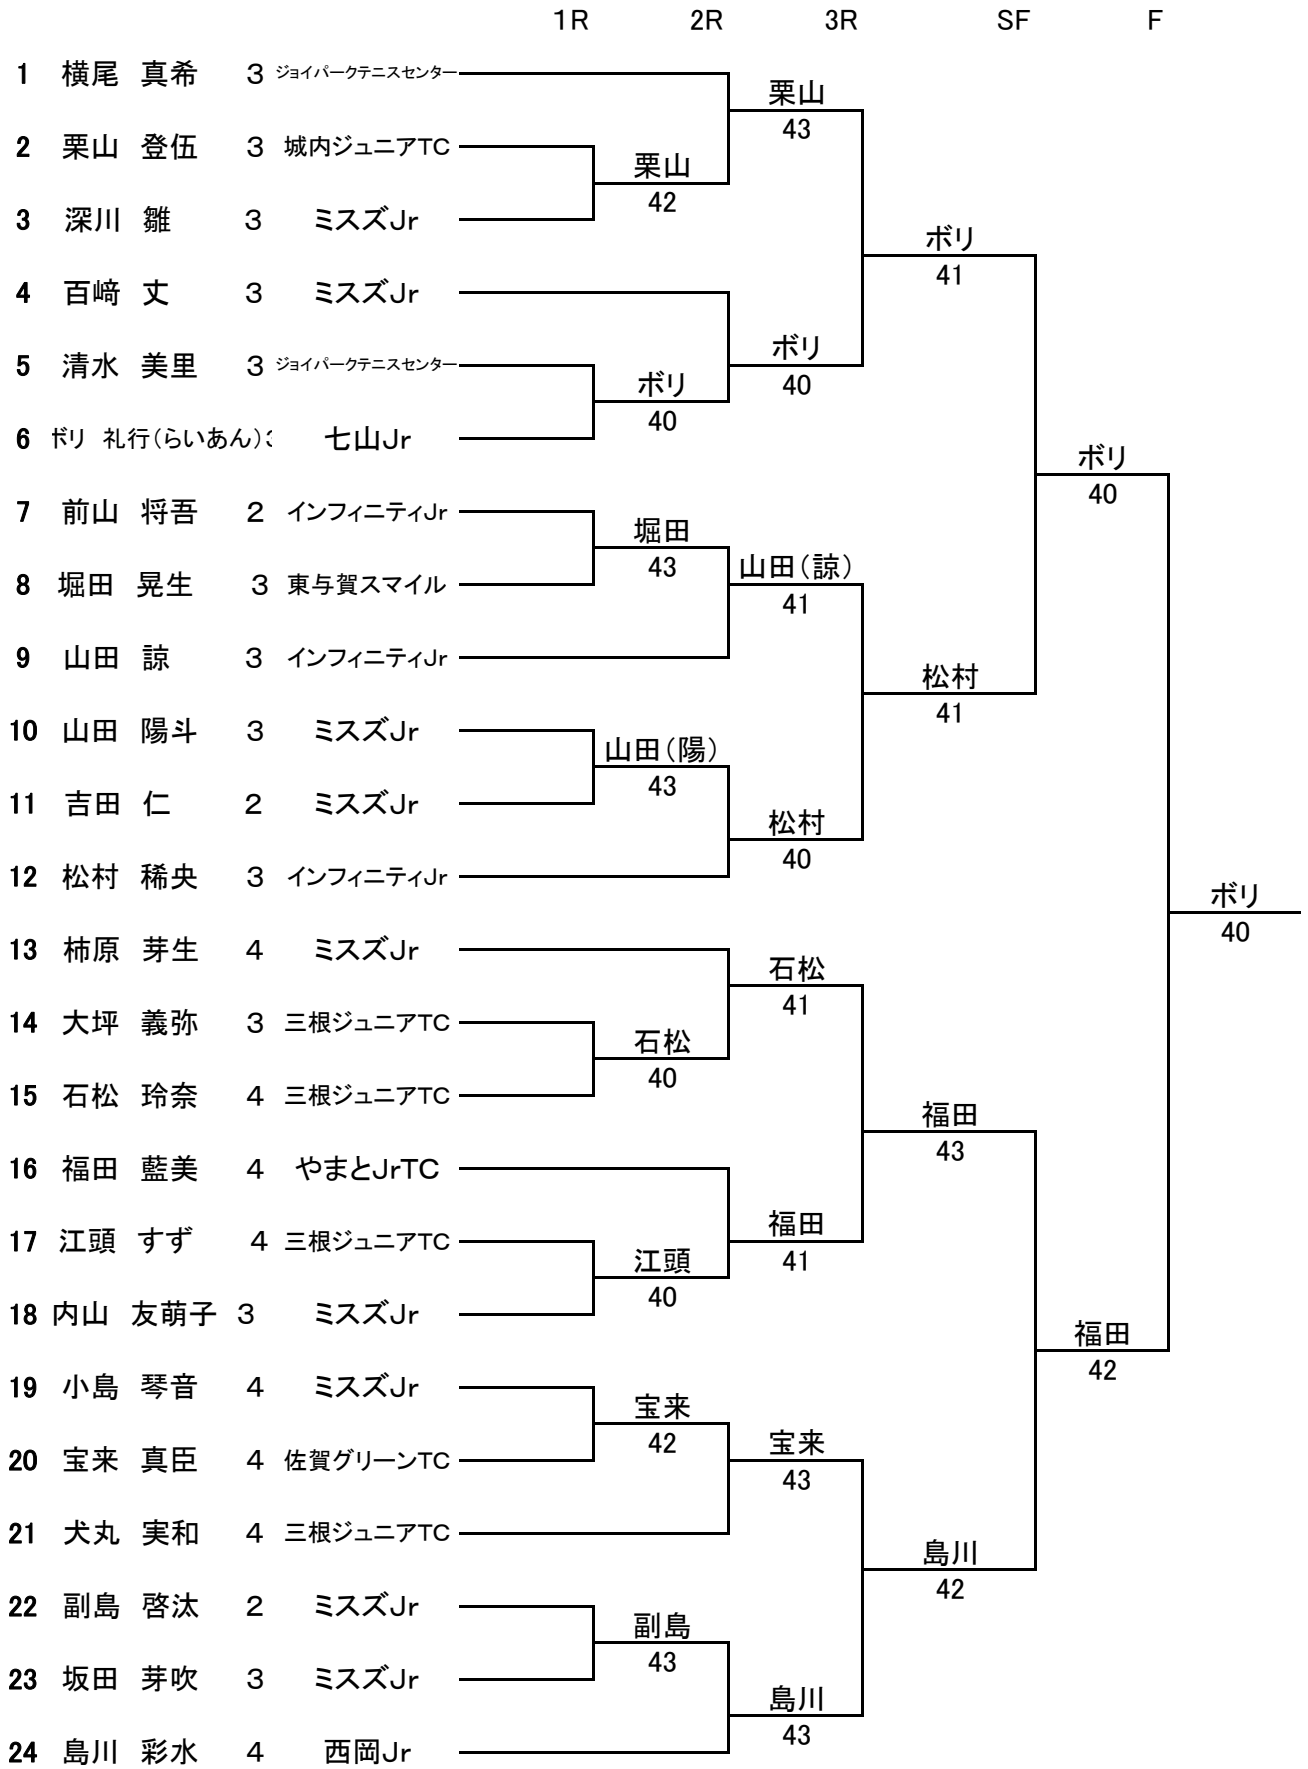 1R 2R 3R SF F
1 横尾 真希 3 ジョイパークテニスセンター
栗山
43
2 栗山 登伍 3 城内ジュニアTC
栗山
42
3 深川 雛 3 ミスズJr
ボリ
41
4 百﨑 丈 3 ミスズJr
ボリ
40
5 清水 美里 3 ジョイパークテニスセンター
ボリ
40
6 ボリ 礼行(らいあん) 3 七山Jr
ボリ
40
7 前山 将吾 2 インフィニティJr
堀田
43
山田(諒)
41
8 堀田 晃生 3 東与賀スマイル
9 山田 諒 3 インフィニティJr
松村
41
10 山田 陽斗 3 ミスズJr
山田(陽)
43
11 吉田 仁 2 ミスズJr
松村
40
12 松村 稀央 3 インフィニティJr
ボリ
40
13 柿原 芽生 4 ミスズJr
石松
41
14 大坪 義弥 3 三根ジュニアTC
石松
40
15 石松 玲奈 4 三根ジュニアTC
福田
43
16 福田 藍美 4 やまとJrTC
福田
41
17 江頭 すず 4 三根ジュニアTC
江頭
40
18 内山 友萌子 3 ミスズJr
福田
42
19 小島 琴音 4 ミスズJr
宝来
42
宝来
43
20 宝来 真臣 4 佐賀グリーンTC
21 犬丸 実和 4 三根ジュニアTC
島川
42
22 副島 啓汰 2 ミスズJr
副島
43
23 坂田 芽吹 3 ミスズJr
島川
43
24 島川 彩水 4 西岡Jr